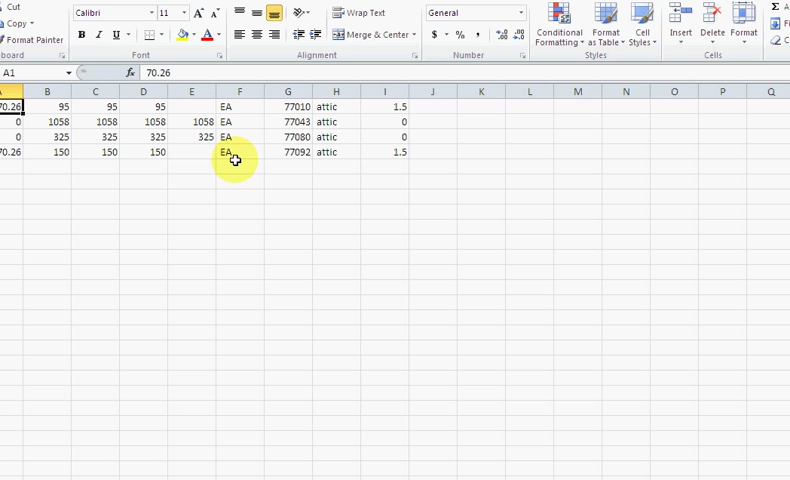 Cut
Copy
Format Painter
Calibri 11 A A
B I U A
Font
Wrap Text
Merge & Center
Alignment
General
$ % , .00 .00
Number
Conditional Formatting
Format as Table
Cell Styles
Styles
Insert Delete Format
Cells
Σ A
Fi
C
A1 fx 70.26
A B C D E F G H I J K L M N O P Q
70.26 95 95 95 EA 77010 attic 1.5
0 1058 1058 1058 1058 EA 77043 attic 0
0 325 325 325 325 EA 77080 attic 0
70.26 150 150 150 EA 77092 attic 1.5